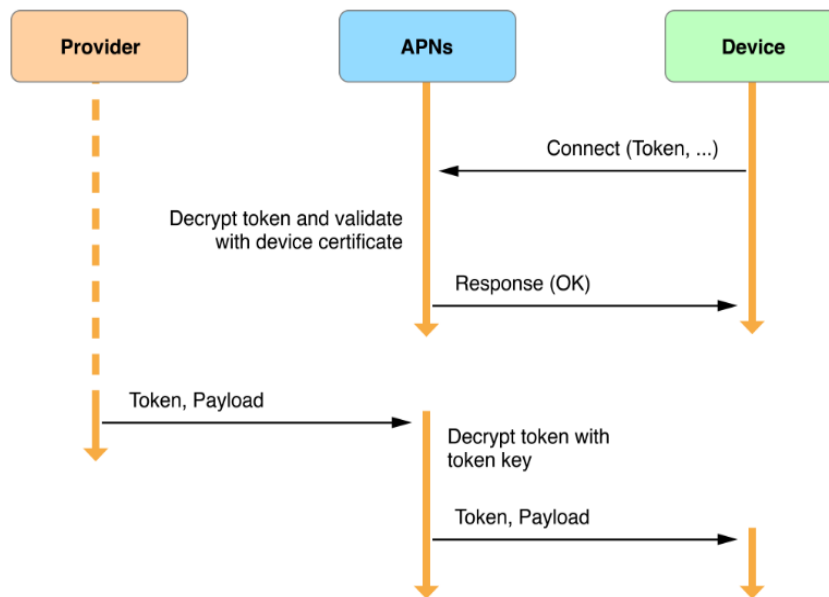 Provider
APNs
Device
Connect (Token, ...)
Decrypt token and validate
with device certificate
Response (OK)
Token, Payload
Decrypt token with
token key
Token, Payload